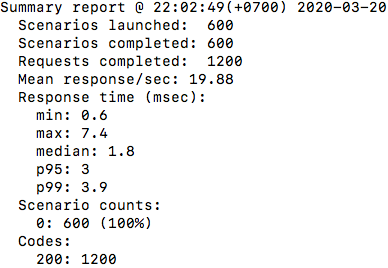 Summary report @ 22:02:49(+0700) 2020-03-20
Scenarios launched: 600
Scenarios completed: 600
Requests completed: 1200
Mean response/sec: 19.88
Response time (msec):
min: 0.6
max: 7.4
median: 1.8
p95: 3
p99: 3.9
Scenario counts:
0: 600 (100%)
Codes:
200: 1200